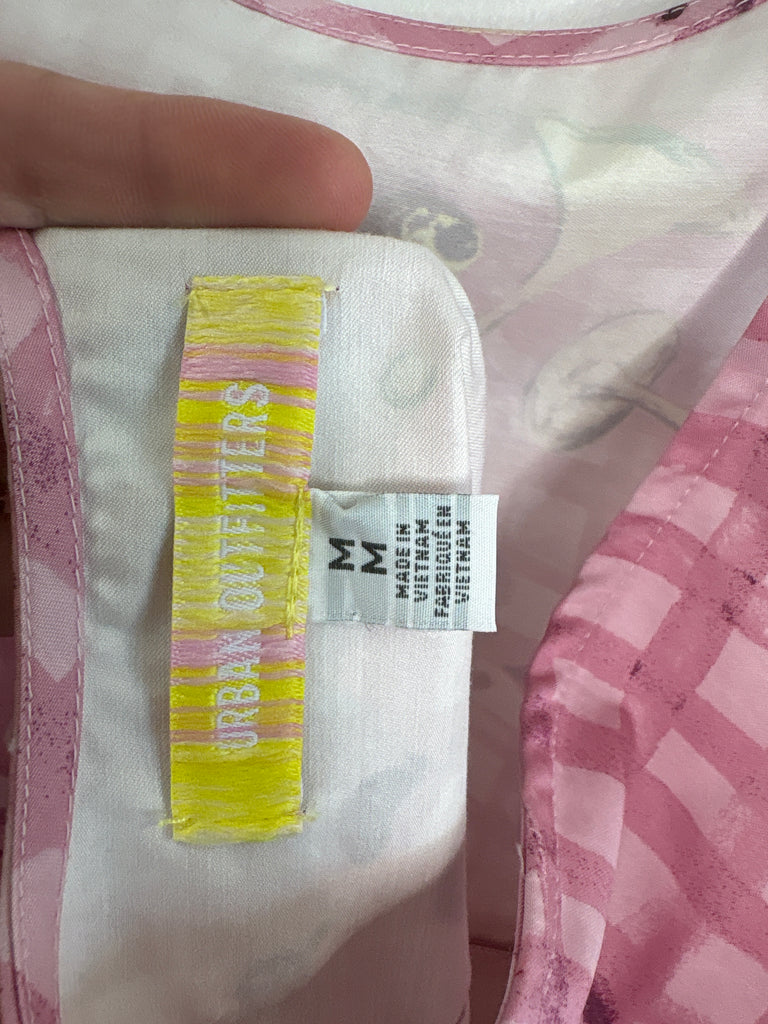 URBAN OUTFITTERS
M
M
MADE IN
VIETNAM
FABRIQUÉ EN
VIETNAM